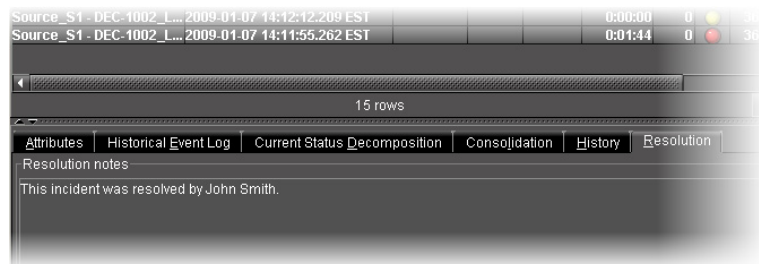 Source_S1 - DEC-1002_L... 2009-01-07 14:12:12.209 EST 0:00:00 0
Source_S1 - DEC-1002_L... 2009-01-07 14:11:55.262 EST 0:01:44 0 36
15 rows
Attributes Historical Event Log Current Status Decomposition Consolidation History Resolution
Resolution notes
This incident was resolved by John Smith.